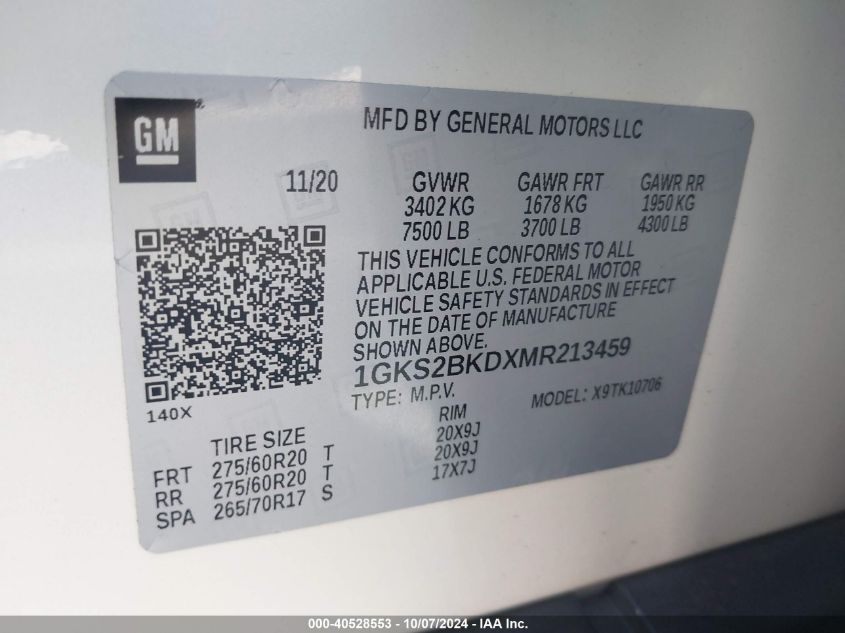 GM
MFD BY GENERAL MOTORS LLC
11/20 GVWR GAWR FRT GAWR RR
3402 KG 1678 KG 1950 KG
7500 LB 3700 LB 4300 LB
THIS VEHICLE CONFORMS TO ALL
APPLICABLE U.S. FEDERAL MOTOR
VEHICLE SAFETY STANDARDS IN EFFECT
ON THE DATE OF MANUFACTURE
SHOWN ABOVE.
1GKS2BKDXMR213459
TYPE: M.P.V. MODEL: X9TK10706
140X
TIRE SIZE RIM
FRT 275/60R20 T 20X9J
RR 275/60R20 T 20X9J
SPA 265/70R17 S 17X7J
000-40528553 - 10/07/2024 - IAA Inc.